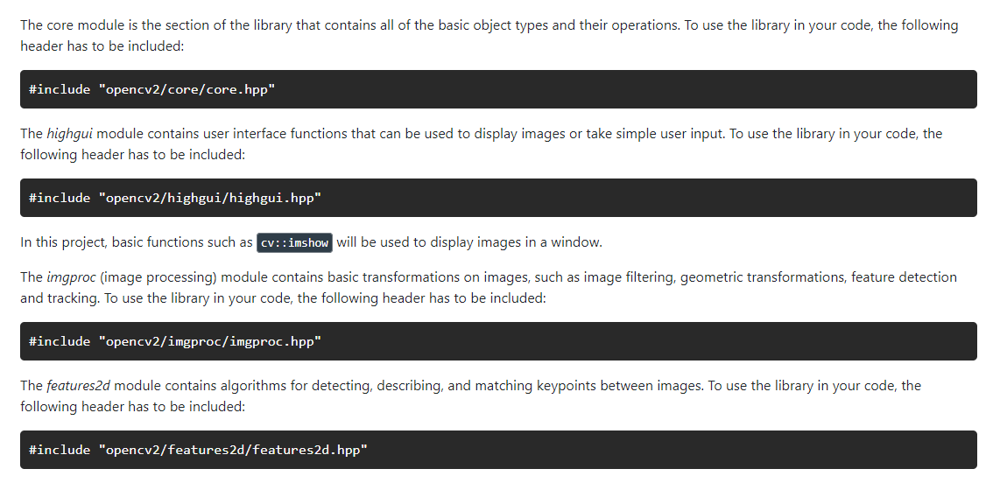 The core module is the section of the library that contains all of the basic object types and their operations. To use the library in your code, the following
header has to be included:
#include "opencv2/core/core.hpp"
The highgui module contains user interface functions that can be used to display images or take simple user input. To use the library in your code, the
following header has to be included:
#include "opencv2/highgui/highgui.hpp"
In this project, basic functions such as cv::imshow will be used to display images in a window.
The imgproc (image processing) module contains basic transformations on images, such as image filtering, geometric transformations, feature detection
and tracking. To use the library in your code, the following header has to be included:
#include "opencv2/imgproc/imgproc.hpp"
The features2d module contains algorithms for detecting, describing, and matching keypoints between images. To use the library in your code, the
following header has to be included:
#include "opencv2/features2d/features2d.hpp"